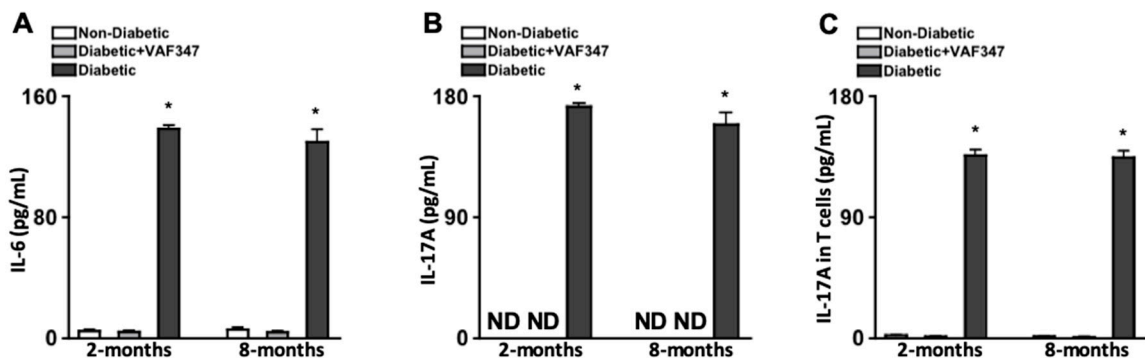 A
Non-Diabetic
Diabetic+VAF347
Diabetic
IL-6 (pg/mL)
160
80
0
*
*
2-months 8-months
B
Non-Diabetic
Diabetic+VAF347
Diabetic
IL-17A (pg/mL)
180
90
0
*
*
ND ND ND ND
2-months 8-months
C
Non-Diabetic
Diabetic+VAF347
Diabetic
IL-17A in T cells (pg/mL)
180
90
0
*
*
2-months 8-months